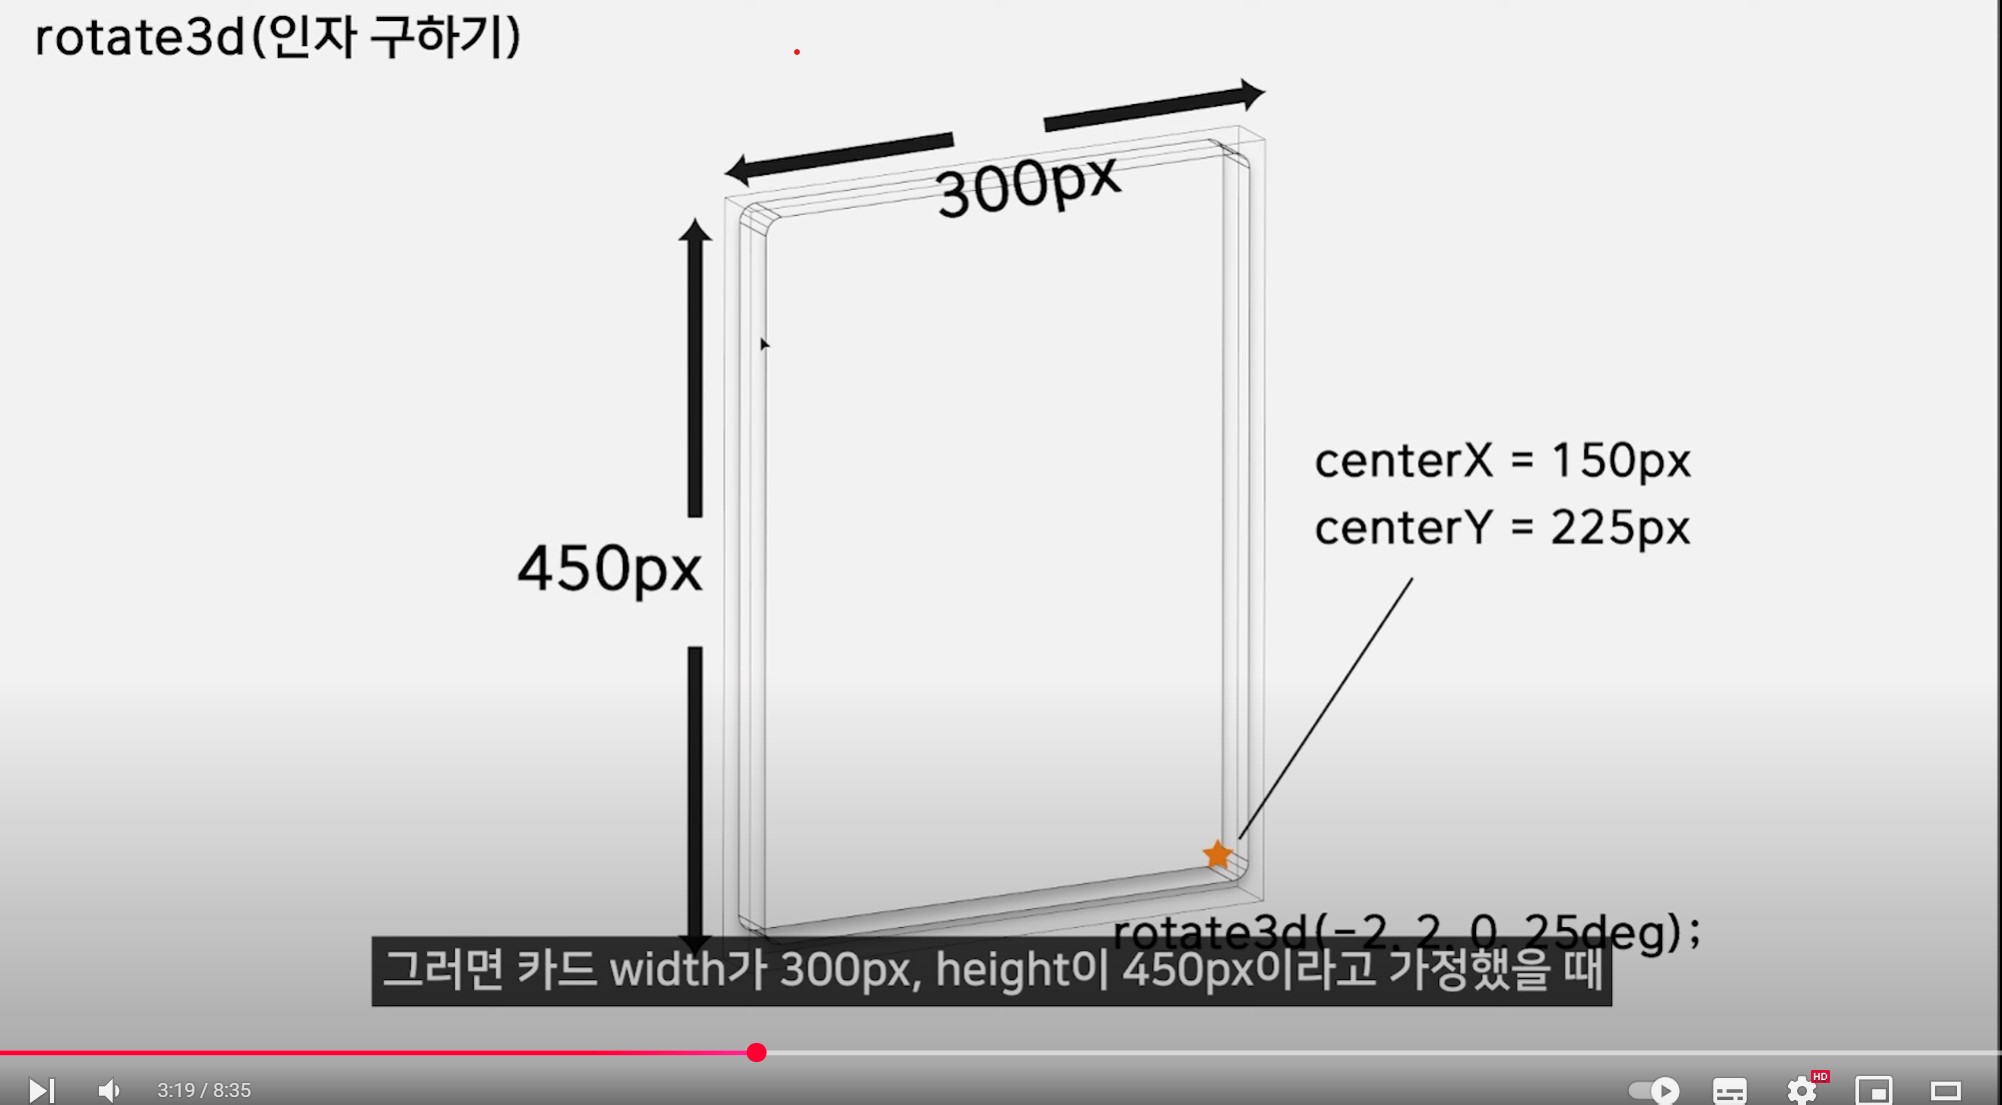 rotate3d(인자 구하기)
300px
centerX = 150px
centerY = 225px
450px
rotate3d(-2, 2, 0, 25deg);
그러면 카드 width가 300px, height이 450px이라고 가정했을 때
3:19 / 8:35
HD